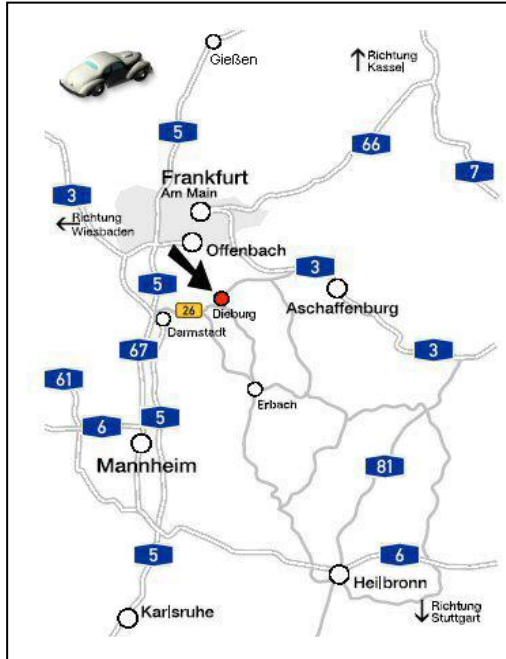 Gießen
Richtung
Kassel
5
66
7
Frankfurt
Am Main
3
Richtung
Wiesbaden
Offenbach
3
5
26
Dieburg
Aschaffenburg
Darmstadt
67
3
61
Erbach
6
5
Mannheim
81
5
6
Heilbronn
Karlsruhe
Richtung
Stuttgart